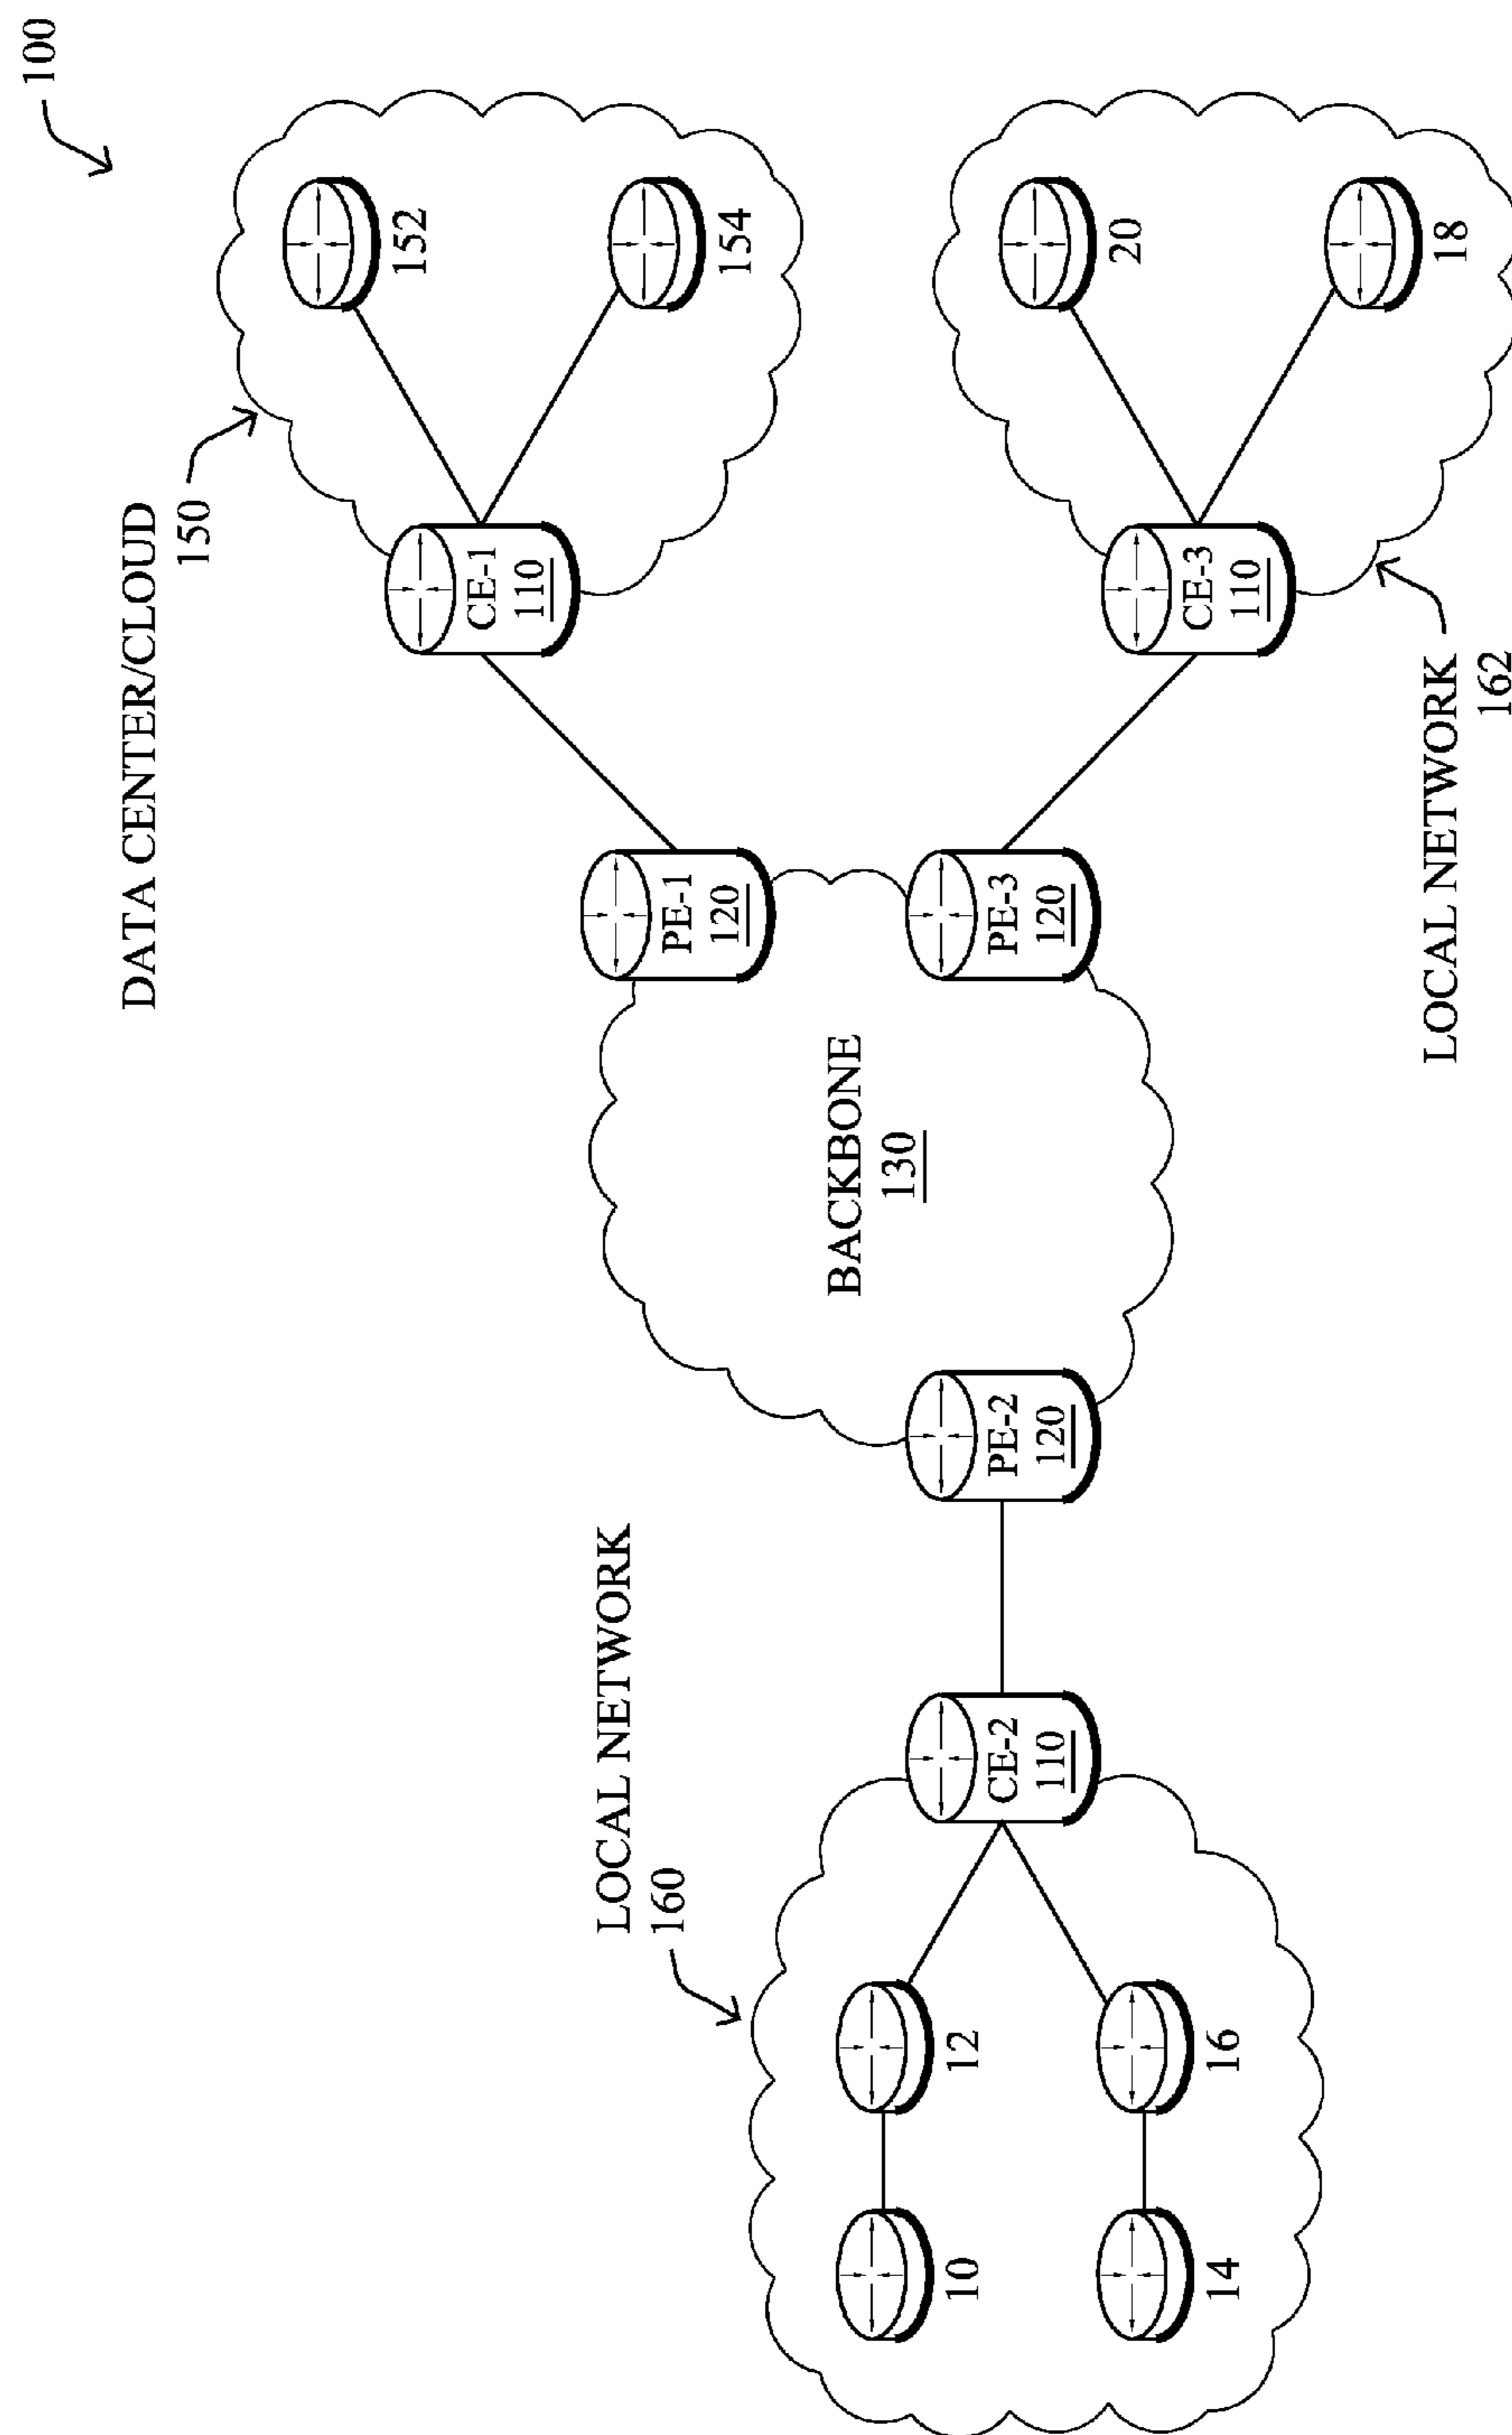 100
DATA CENTER/CLOUD
150
152
154
CE-1
110
PE-1
120
LOCAL NETWORK
160
BACKBONE
130
10
12
14
16
CE-2
110
PE-2
120
PE-3
120
CE-3
110
20
18
LOCAL NETWORK
162